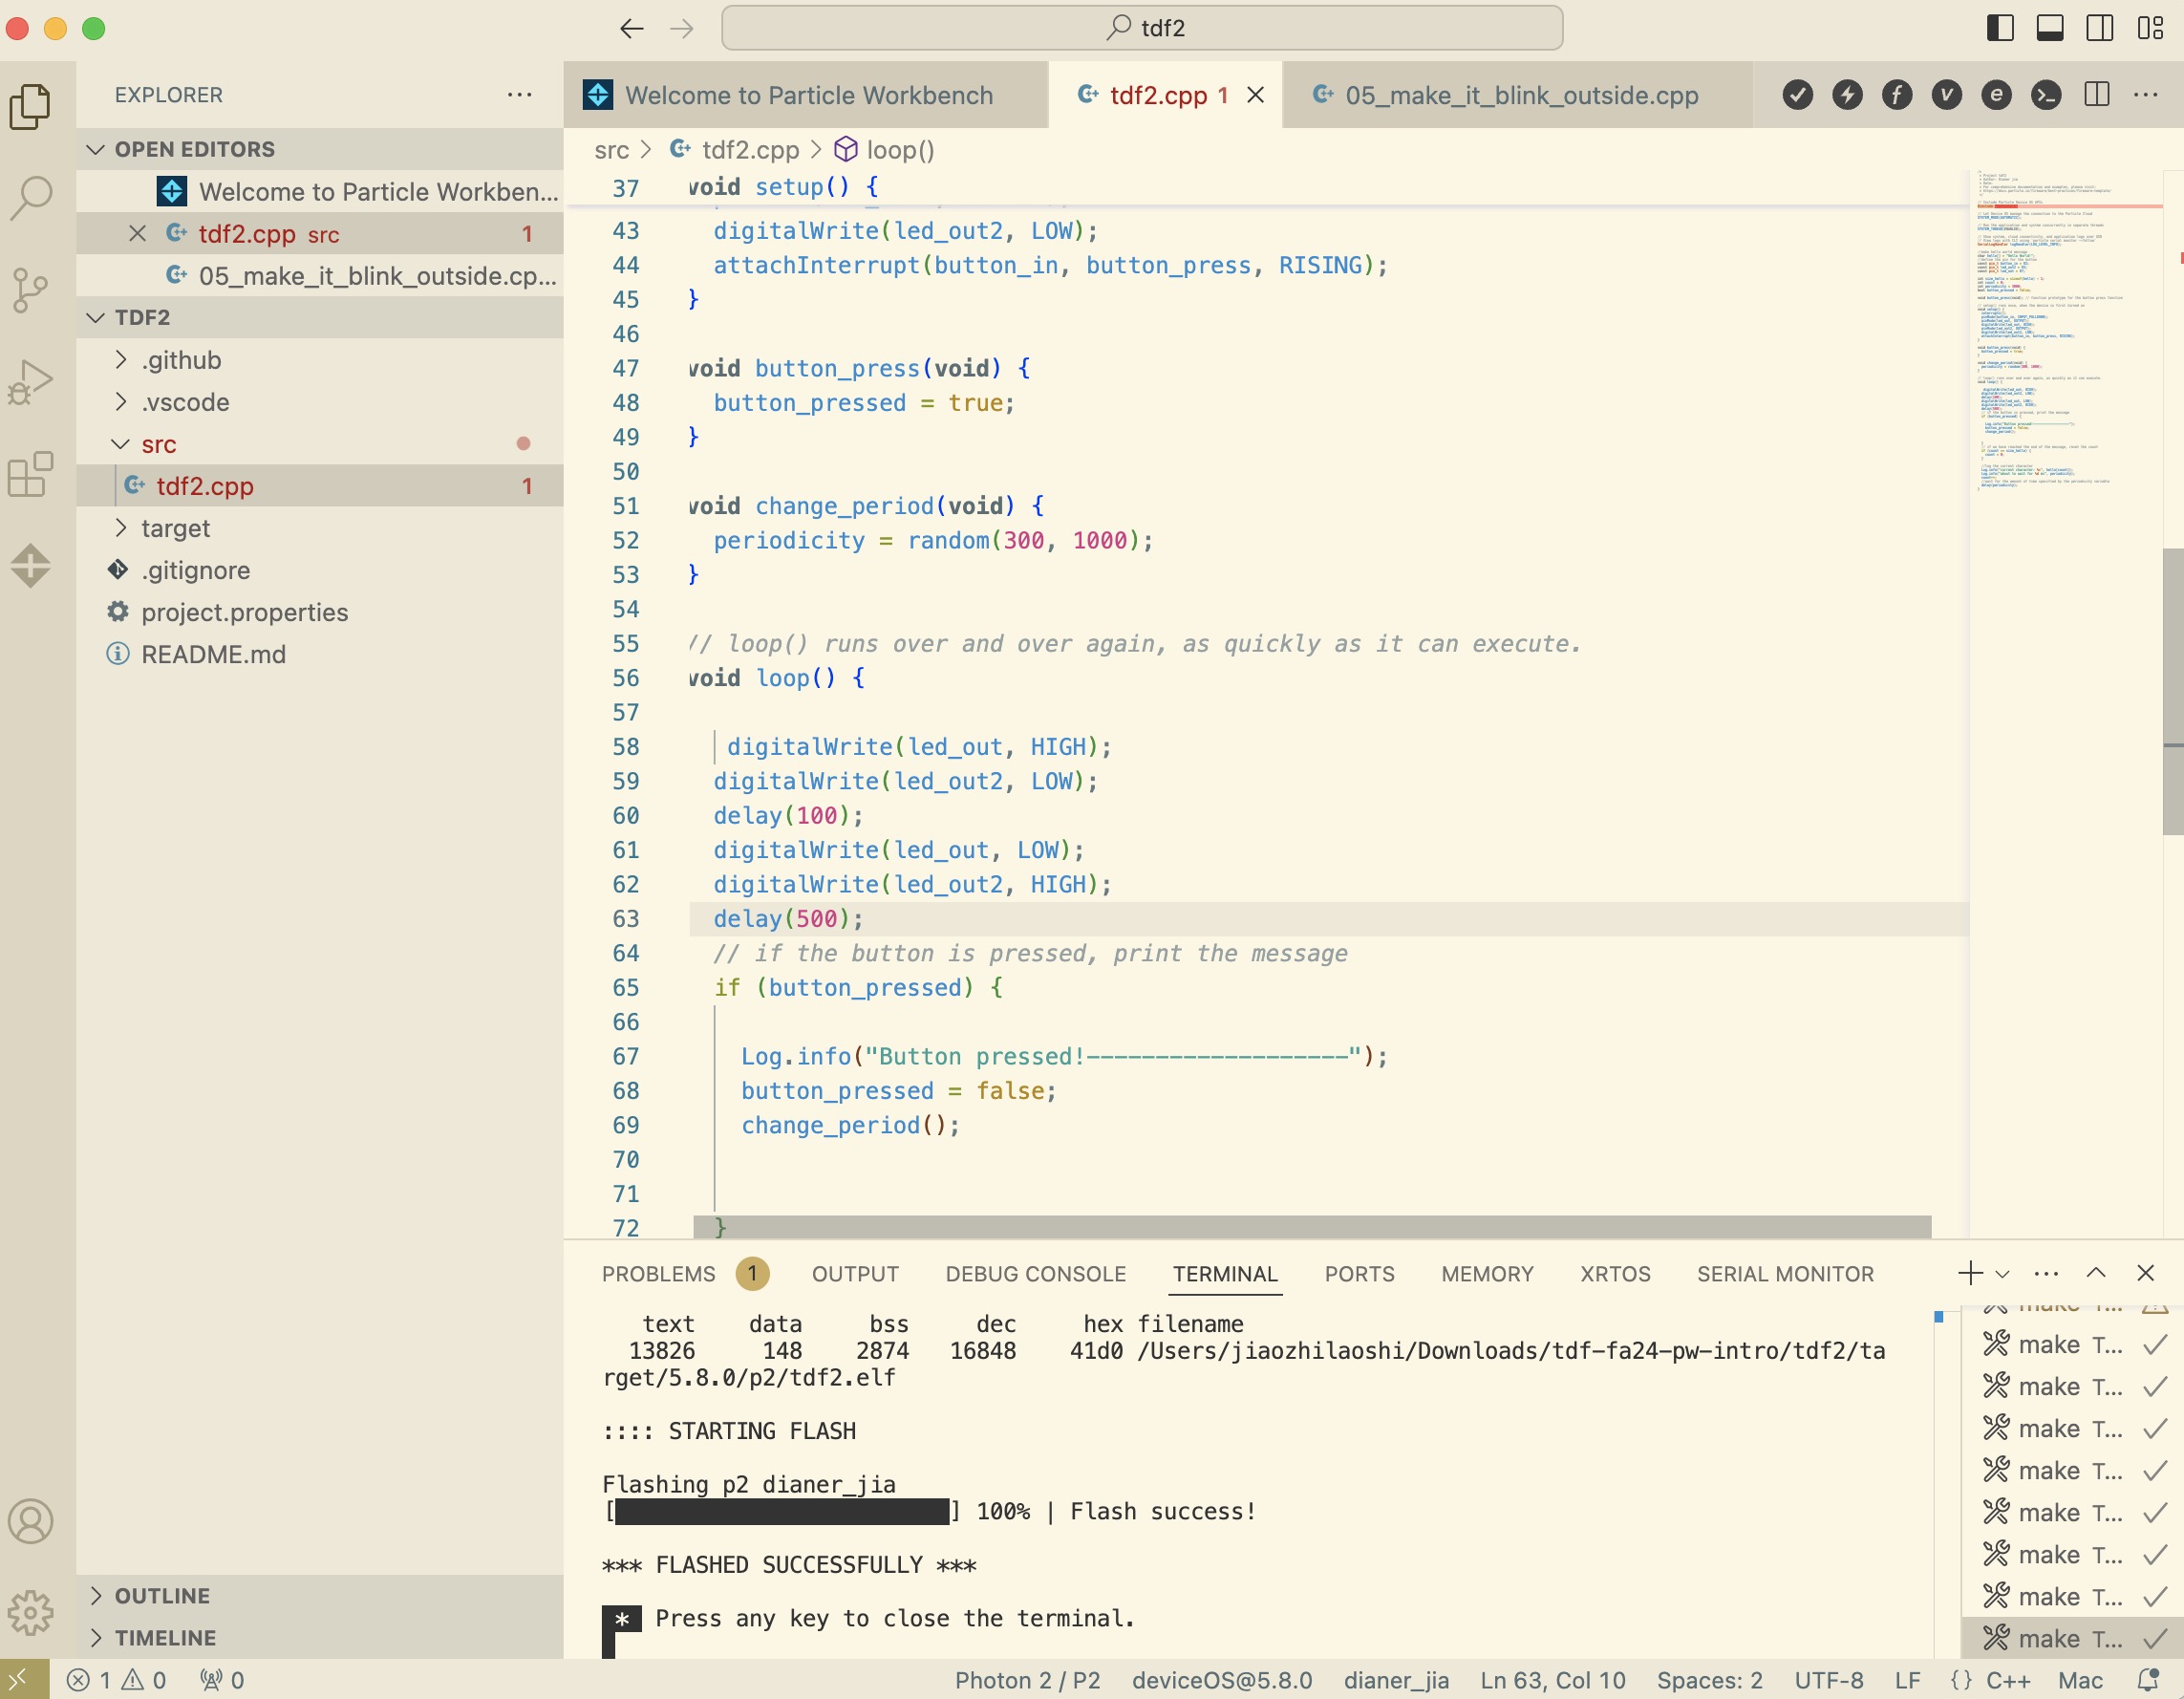 tdf2
EXPLORER
OPEN EDITORS
Welcome to Particle Workben...
tdf2.cpp src 1
05_make_it_blink_outside.cp...
TDF2
.github
.vscode
src
tdf2.cpp 1
target
.gitignore
project.properties
README.md
OUTLINE
TIMELINE
Welcome to Particle Workbench
tdf2.cpp 1
05_make_it_blink_outside.cpp
src > tdf2.cpp > loop()
37 void setup() {
43 digitalWrite(led_out2, LOW);
44 attachInterrupt(button_in, button_press, RISING);
45 }
46
47 void button_press(void) {
48 button_pressed = true;
49 }
50
51 void change_period(void) {
52 periodicity = random(300, 1000);
53 }
54
55 // loop() runs over and over again, as quickly as it can execute.
56 void loop() {
57
58 digitalWrite(led_out, HIGH);
59 digitalWrite(led_out2, LOW);
60 delay(100);
61 digitalWrite(led_out, LOW);
62 digitalWrite(led_out2, HIGH);
63 delay(500);
64 // if the button is pressed, print the message
65 if (button_pressed) {
66
67 Log.info("Button pressed!-------------------");
68 button_pressed = false;
69 change_period();
70
71
72 }
PROBLEMS 1 OUTPUT DEBUG CONSOLE TERMINAL PORTS MEMORY XRTOS SERIAL MONITOR
text data bss dec hex filename
13826 148 2874 16848 41d0 /Users/jiaozhilaoshi/Downloads/tdf-fa24-pw-intro/tdf2/ta
rget/5.8.0/p2/tdf2.elf
:::: STARTING FLASH
Flashing p2 dianer_jia
[ ] 100% | Flash success!
*** FLASHED SUCCESSFULLY ***
* Press any key to close the terminal.
make T...
make T...
make T...
make T...
make T...
make T...
make T...
make T...
make T...
1 0 0 Photon 2 / P2 deviceOS@5.8.0 dianer_jia Ln 63, Col 10 Spaces: 2 UTF-8 LF {} C++ Mac